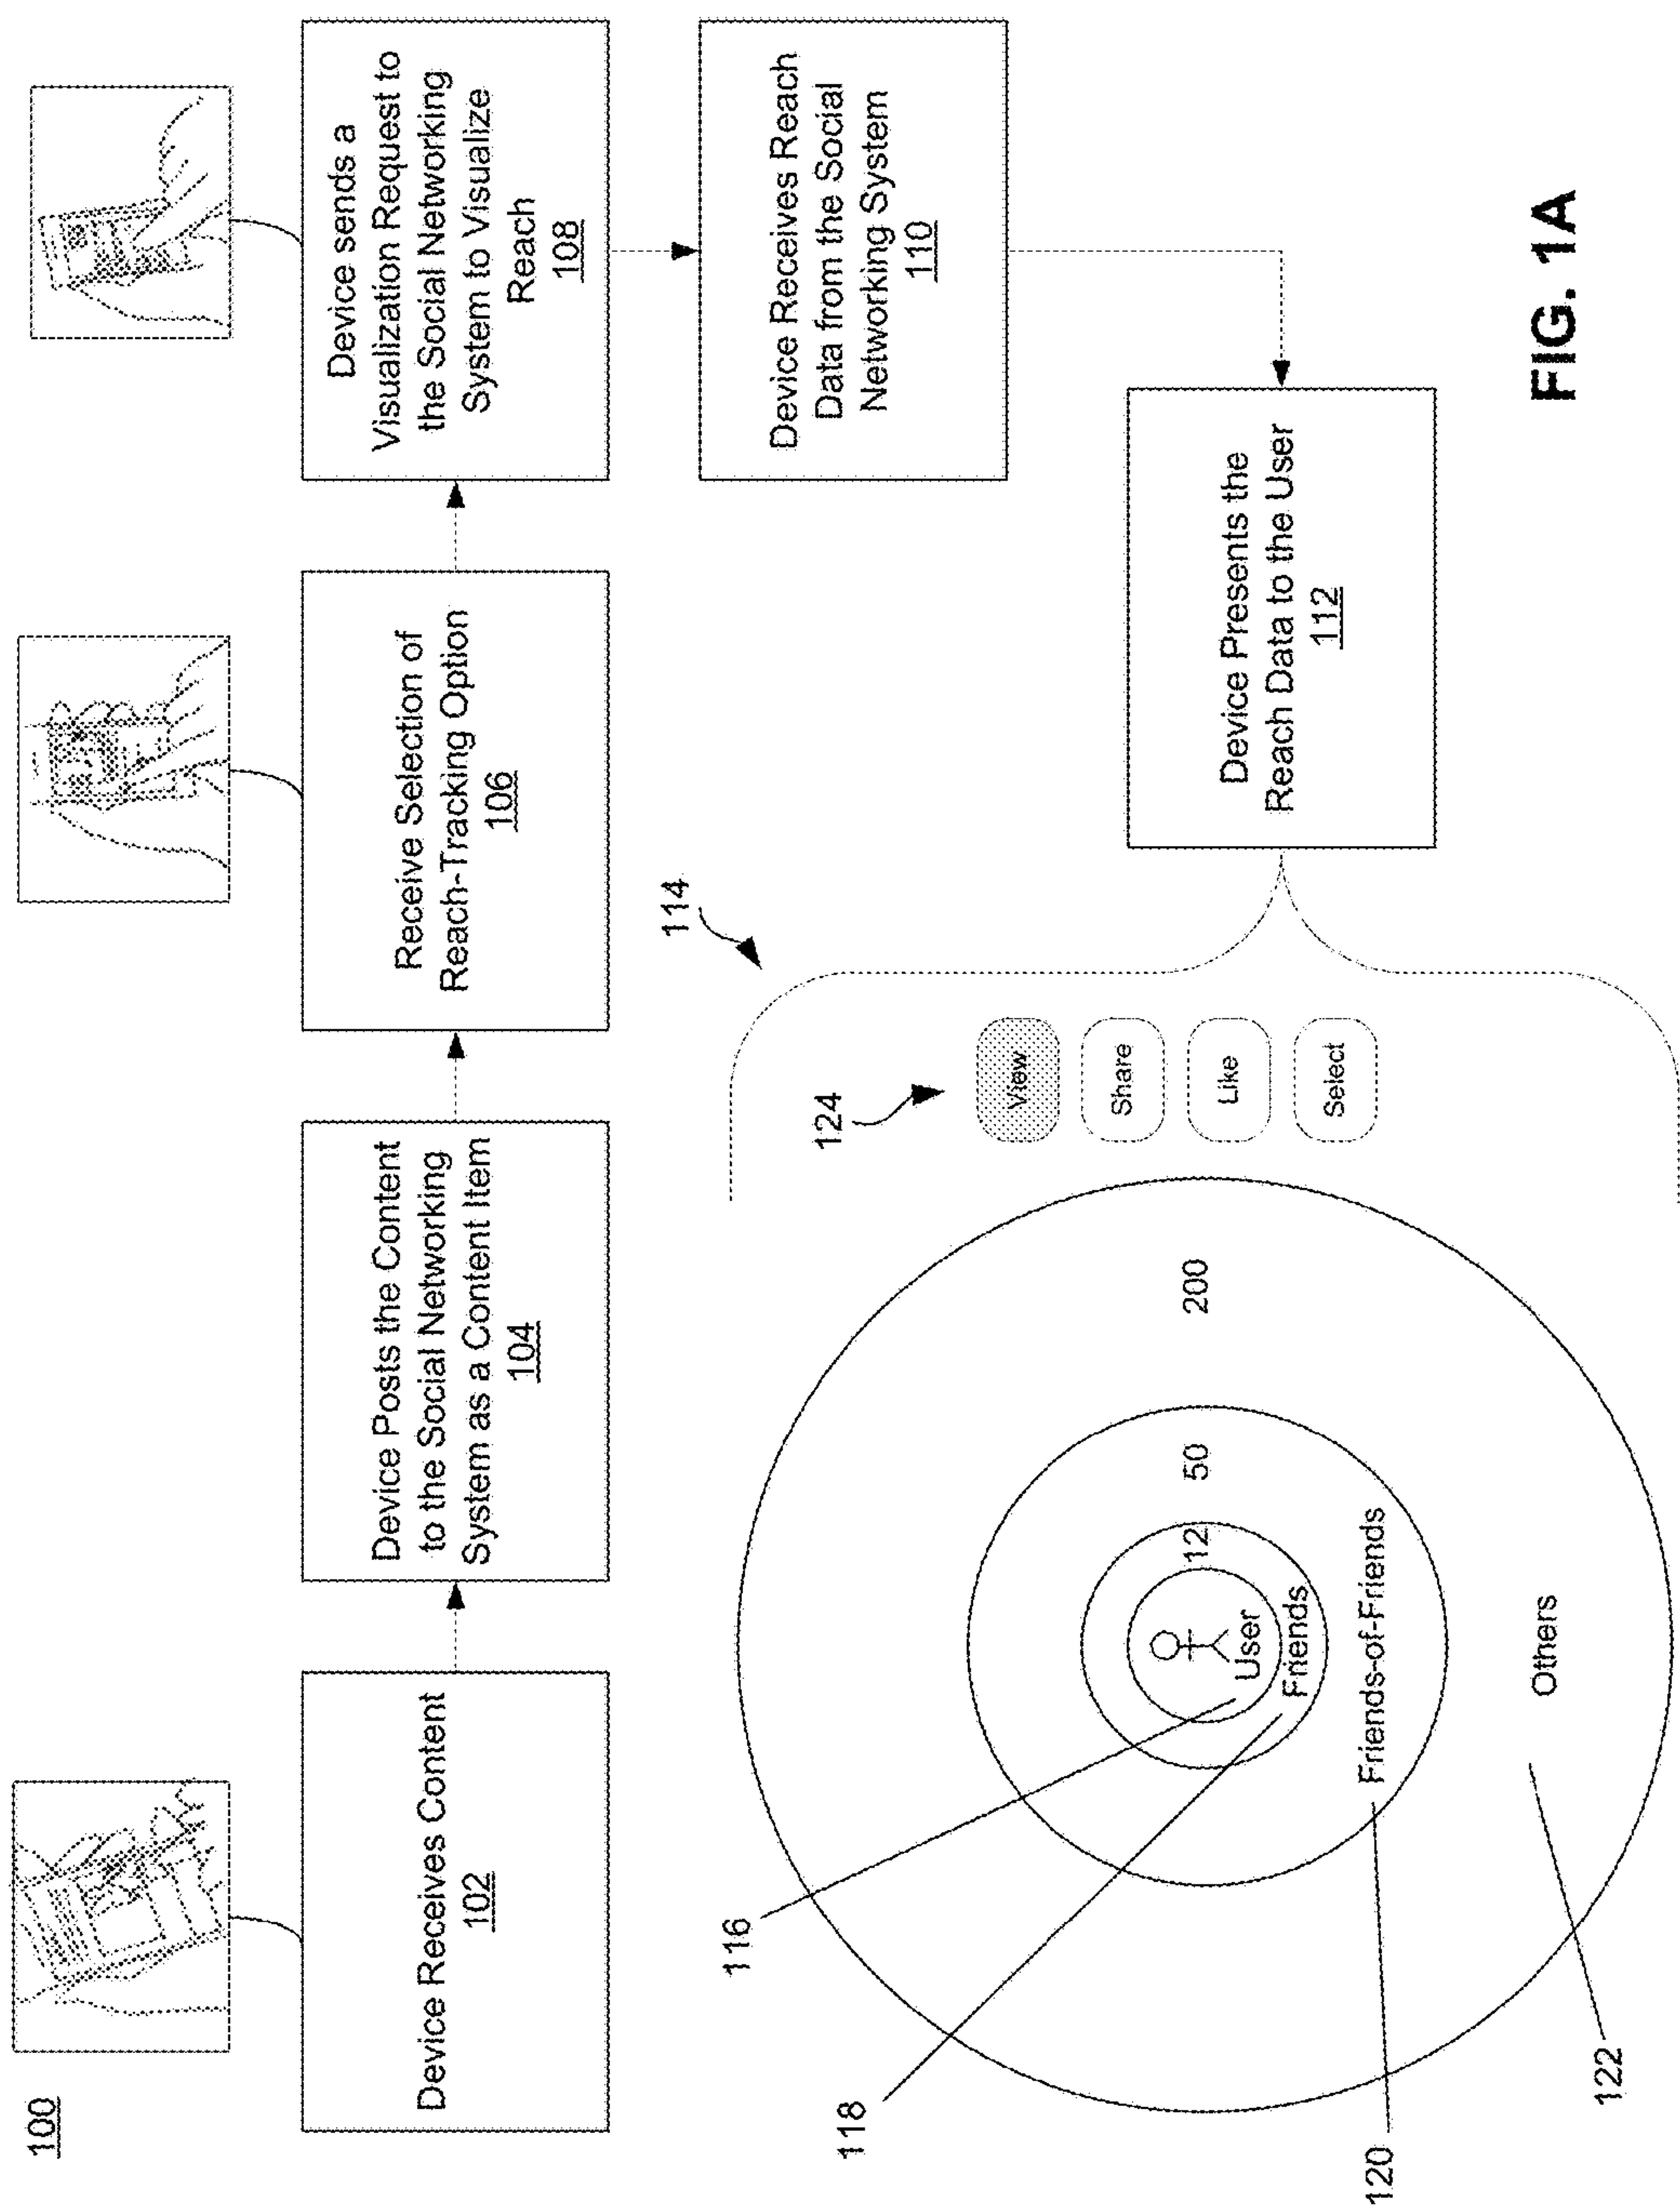 100
Device Receives Content
102
Device Posts the Content
to the Social Networking
System as a Content Item
104
Receive Selection of
Reach-Tracking Option
106
Device sends a
Visualization Request to
the Social Networking
System to Visualize
Reach
108
Device Receives Reach
Data from the Social
Networking System
110
Device Presents the
Reach Data to the User
112
114
124
View
Share
Like
Select
116
118
120
122
12
50
200
User
Friends
Friends-of-Friends
Others
FIG. 1A